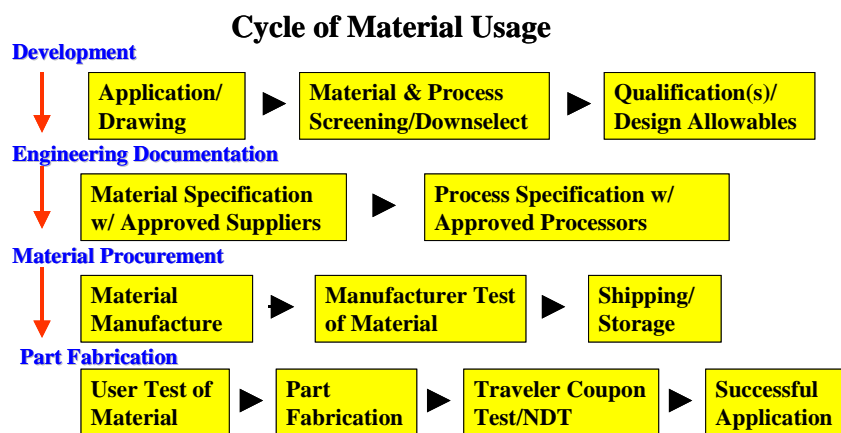 Cycle of Material Usage
Development
Application/
Drawing
Material & Process
Screening/Downselect
Qualification(s)/
Design Allowables
Engineering Documentation
Material Specification
w/ Approved Suppliers
Process Specification w/
Approved Processors
Material Procurement
Material
Manufacture
Manufacturer Test
of Material
Shipping/
Storage
Part Fabrication
User Test of
Material
Part
Fabrication
Traveler Coupon
Test/NDT
Successful
Application